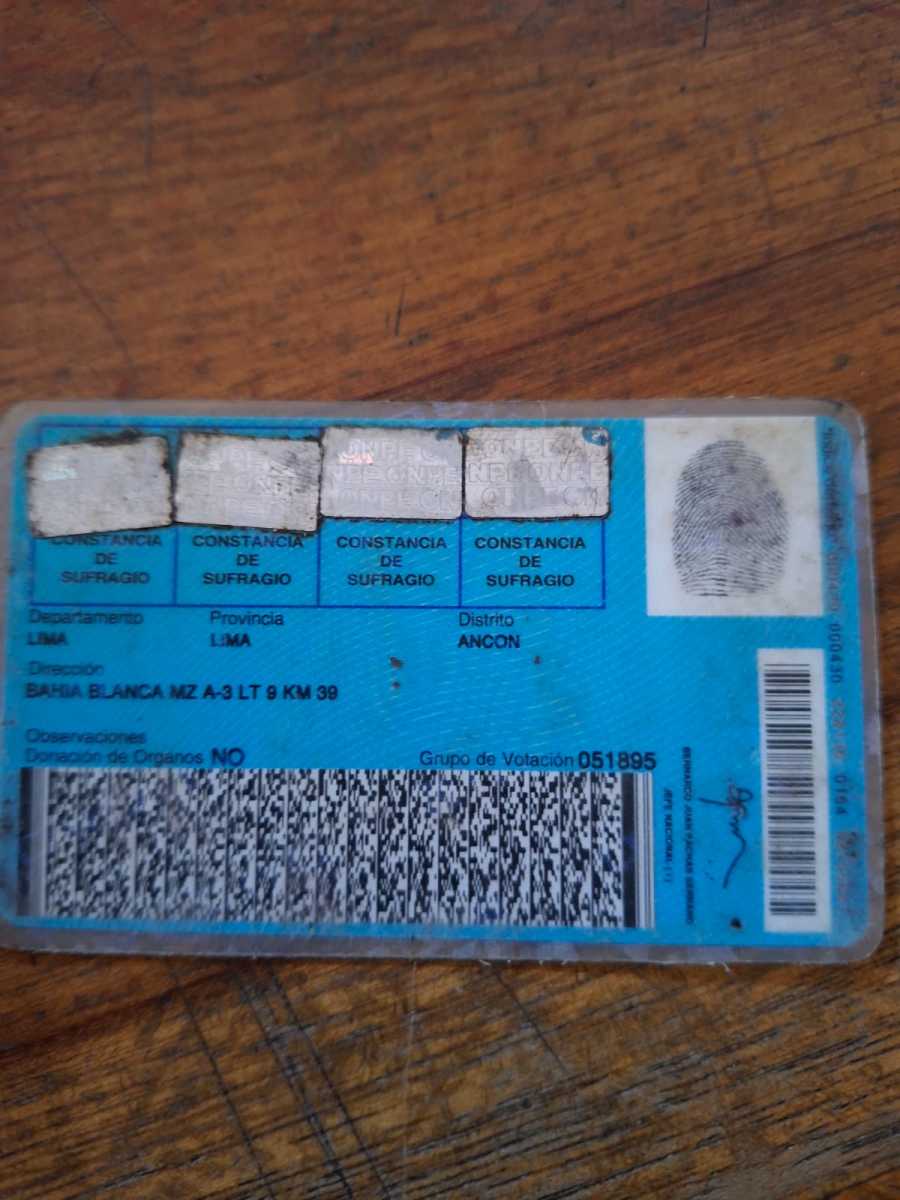 ONPE
CONSTANCIA DE SUFRAGIO
CONSTANCIA DE SUFRAGIO
CONSTANCIA DE SUFRAGIO
CONSTANCIA DE SUFRAGIO
Departamento Provincia Distrito
LIMA LIMA ANCON
Dirección
BAHIA BLANCA MZ A-3 LT 9 KM 39
Observaciones
Donación de Organos NO Grupo de Votación 051895